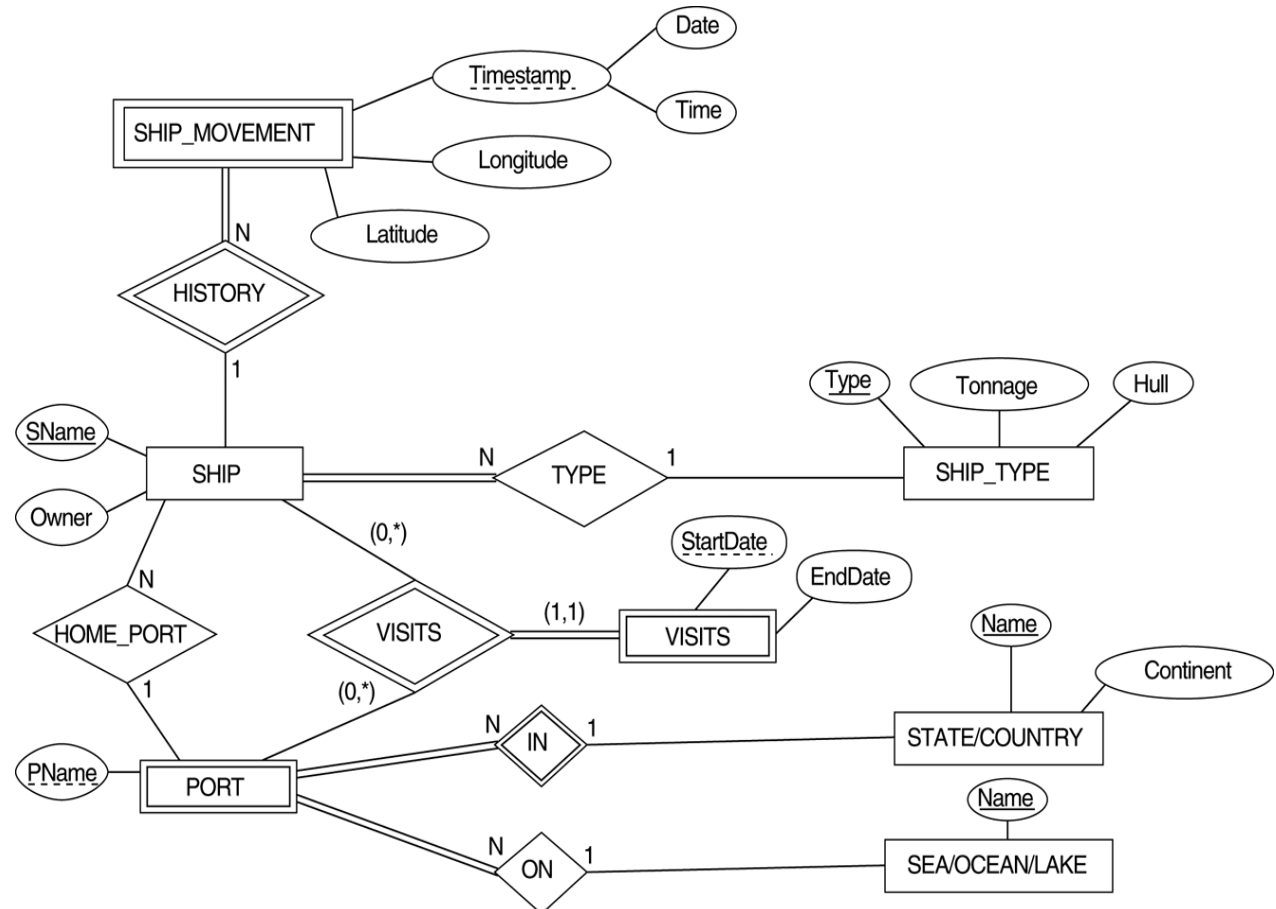 Date
Timestamp
Time
SHIP_MOVEMENT
Longitude
Latitude
N
HISTORY
1
Type
Tonnage
Hull
SName
SHIP
N
TYPE
1
SHIP_TYPE
Owner
(0,*)
StartDate
EndDate
N
HOME_PORT
1
VISITS
(1,1)
VISITS
(0,*)
Name
Continent
N
IN
1
STATE/COUNTRY
PName
PORT
Name
N
ON
1
SEA/OCEAN/LAKE